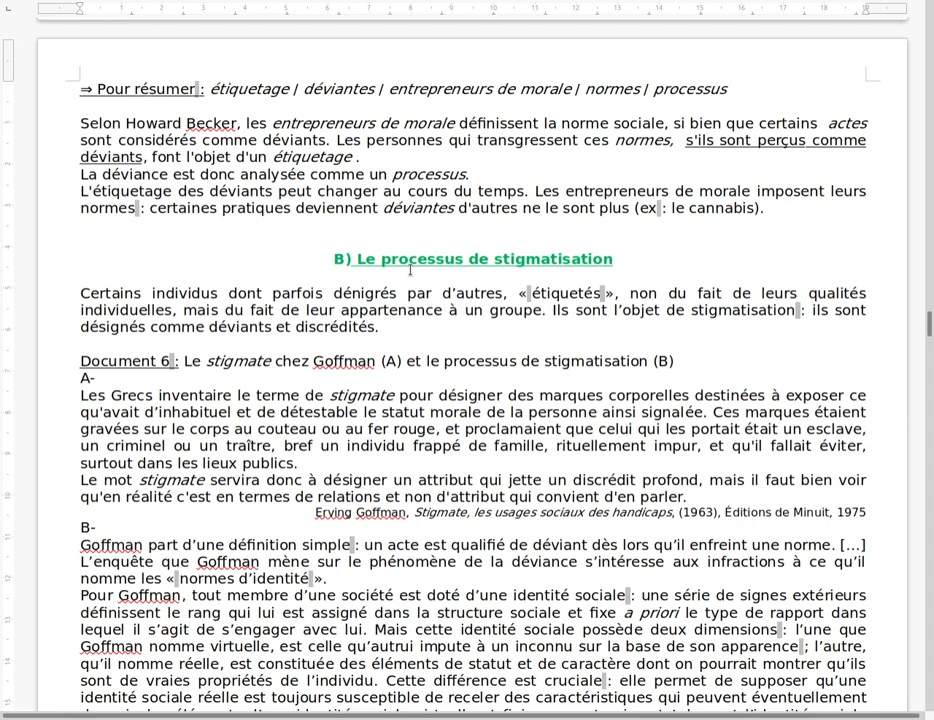 ⇒ Pour résumer : étiquetage / déviantes / entrepreneurs de morale / normes / processus
Selon Howard Becker, les entrepreneurs de morale définissent la norme sociale, si bien que certains actes
sont considérés comme déviants. Les personnes qui transgressent ces normes, s'ils sont perçus comme
déviants, font l'objet d'un étiquetage .
La déviance est donc analysée comme un processus.
L'étiquetage des déviants peut changer au cours du temps. Les entrepreneurs de morale imposent leurs
normes : certaines pratiques deviennent déviantes d'autres ne le sont plus (ex : le cannabis).
B) Le processus de stigmatisation
Certains individus dont parfois dénigrés par d’autres, « étiquetés », non du fait de leurs qualités
individuelles, mais du fait de leur appartenance à un groupe. Ils sont l’objet de stigmatisation : ils sont
désignés comme déviants et discrédités.
Document 6 : Le stigmate chez Goffman (A) et le processus de stigmatisation (B)
A-
Les Grecs inventaire le terme de stigmate pour désigner des marques corporelles destinées à exposer ce
qu'avait d’inhabituel et de détestable le statut morale de la personne ainsi signalée. Ces marques étaient
gravées sur le corps au couteau ou au fer rouge, et proclamaient que celui qui les portait était un esclave,
un criminel ou un traître, bref un individu frappé de famille, rituellement impur, et qu'il fallait éviter,
surtout dans les lieux publics.
Le mot stigmate servira donc à désigner un attribut qui jette un discrédit profond, mais il faut bien voir
qu'en réalité c'est en termes de relations et non d'attribut qui convient d'en parler.
Erving Goffman, Stigmate, les usages sociaux des handicaps, (1963), Éditions de Minuit, 1975
B-
Goffman part d’une définition simple : un acte est qualifié de déviant dès lors qu’il enfreint une norme. [...]
L’enquête que Goffman mène sur le phénomène de la déviance s’intéresse aux infractions à ce qu’il
nomme les « normes d’identité ».
Pour Goffman, tout membre d’une société est doté d’une identité sociale : une série de signes extérieurs
définissent le rang qui lui est assigné dans la structure sociale et fixe a priori le type de rapport dans
lequel il s’agit de s’engager avec lui. Mais cette identité sociale possède deux dimensions : l’une que
Goffman nomme virtuelle, est celle qu’autrui impute à un inconnu sur la base de son apparence ; l’autre,
qu’il nomme réelle, est constituée des éléments de statut et de caractère dont on pourrait montrer qu’ils
sont de vraies propriétés de l’individu. Cette différence est cruciale : elle permet de supposer qu’une
identité sociale réelle est toujours susceptible de receler des caractéristiques qui peuvent éventuellement